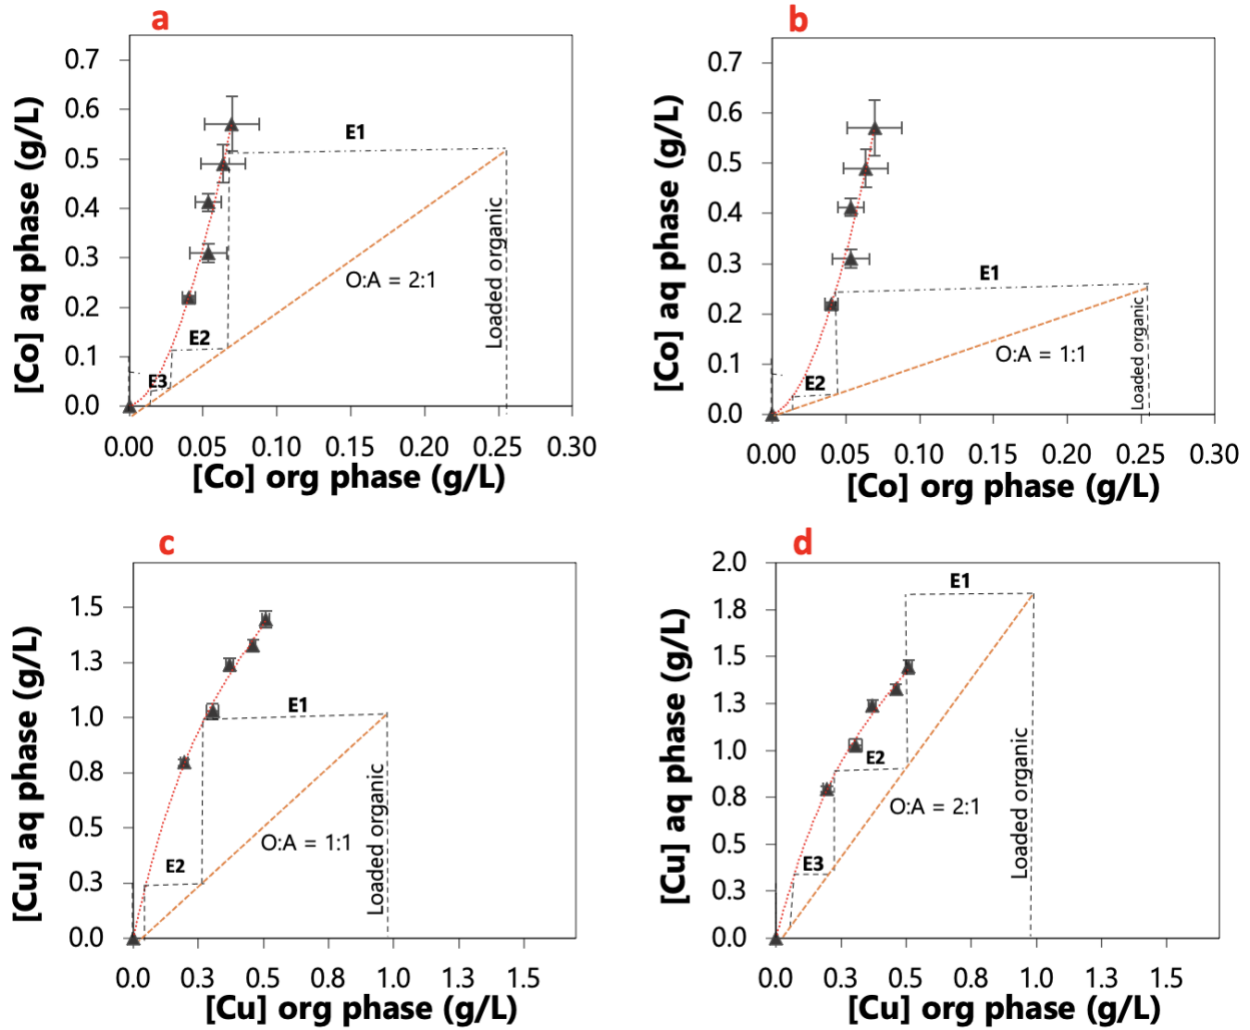 a
[Co] aq phase (g/L)
0.7
0.6
0.5
0.4
0.3
0.2
0.1
0.0
E1
E2
E3
O:A = 2:1
Loaded organic
0.00 0.05 0.10 0.15 0.20 0.25 0.30
[Co] org phase (g/L)
b
[Co] aq phase (g/L)
0.7
0.6
0.5
0.4
0.3
0.2
0.1
0.0
E1
E2
O:A = 1:1
Loaded organic
0.00 0.05 0.10 0.15 0.20 0.25 0.30
[Co] org phase (g/L)
c
[Cu] aq phase (g/L)
1.5
1.3
1.0
0.8
0.5
0.3
0.0
E1
E2
O:A = 1:1
Loaded organic
0.0 0.3 0.5 0.8 1.0 1.3 1.5
[Cu] org phase (g/L)
d
[Cu] aq phase (g/L)
2.0
1.8
1.5
1.3
1.0
0.8
0.5
0.3
0.0
E1
E2
E3
O:A = 2:1
Loaded organic
0.0 0.3 0.5 0.8 1.0 1.3 1.5
[Cu] org phase (g/L)